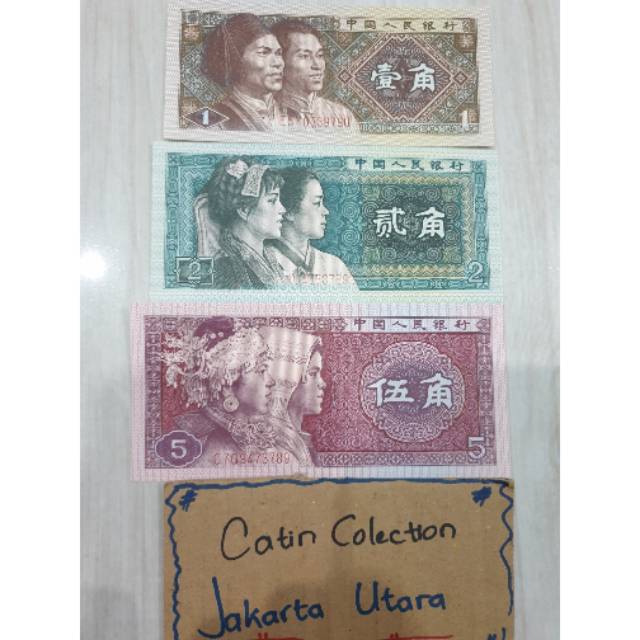 中国人民银行
壹角
1
1
中国人民银行
贰角
2
2
中国人民银行
伍角
5
5
CZ09473789
Catin Colection
Jakarta Utara